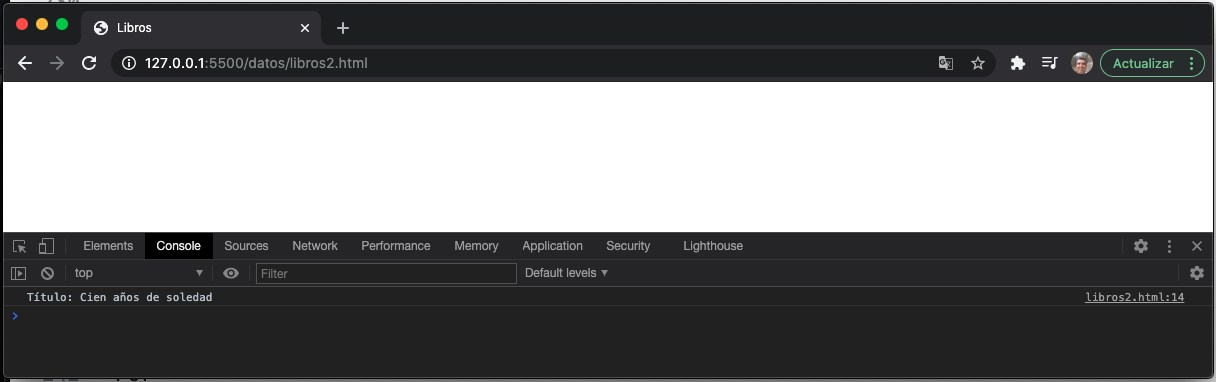 Libros
127.0.0.1:5500/datos/libros2.html
Actualizar
Elements Console Sources Network Performance Memory Application Security Lighthouse
top Filter Default levels
Título: Cien años de soledad libros2.html:14